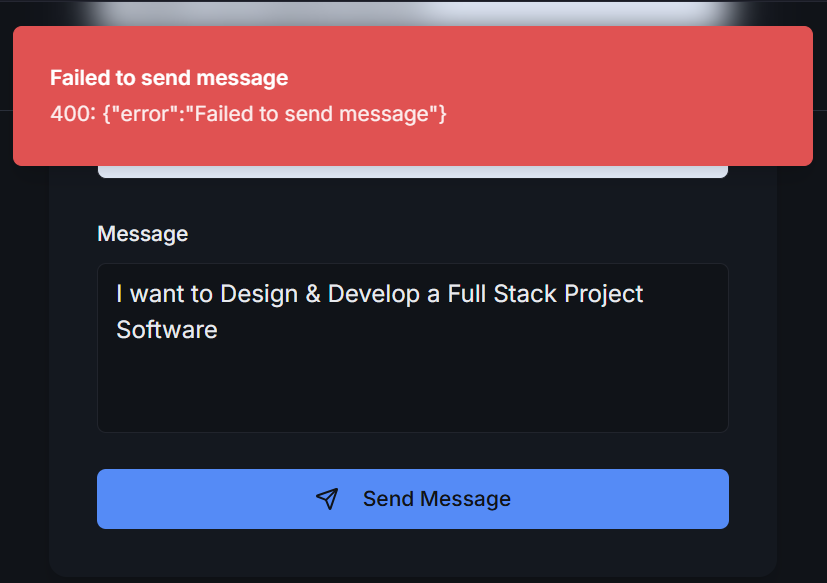 Failed to send message
400: {"error":"Failed to send message"}
Message
I want to Design & Develop a Full Stack Project
Software
Send Message